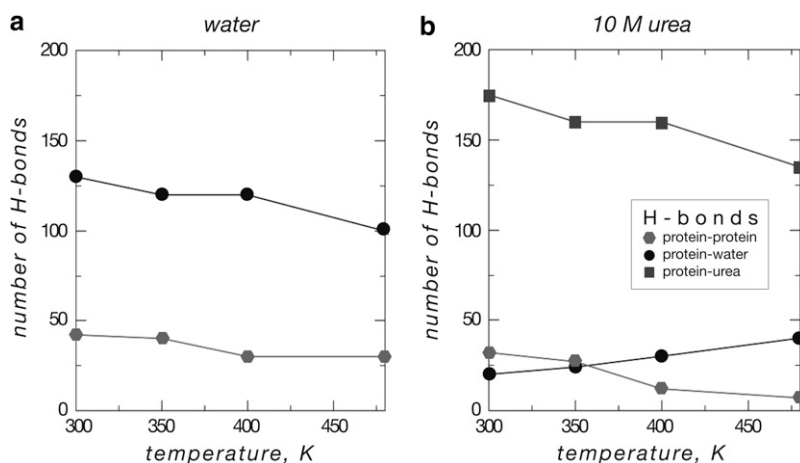 a
water
200
150
100
50
0
number of H-bonds
300 350 400 450
temperature, K
b
10 M urea
200
150
100
50
0
number of H-bonds
H-bonds
protein-protein
protein-water
protein-urea
300 350 400 450
temperature, K